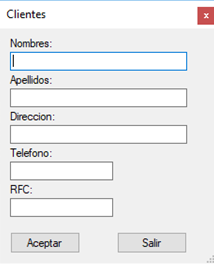 Clientes
Nombres:
Apellidos:
Direccion:
Telefono:
RFC:
Aceptar Salir